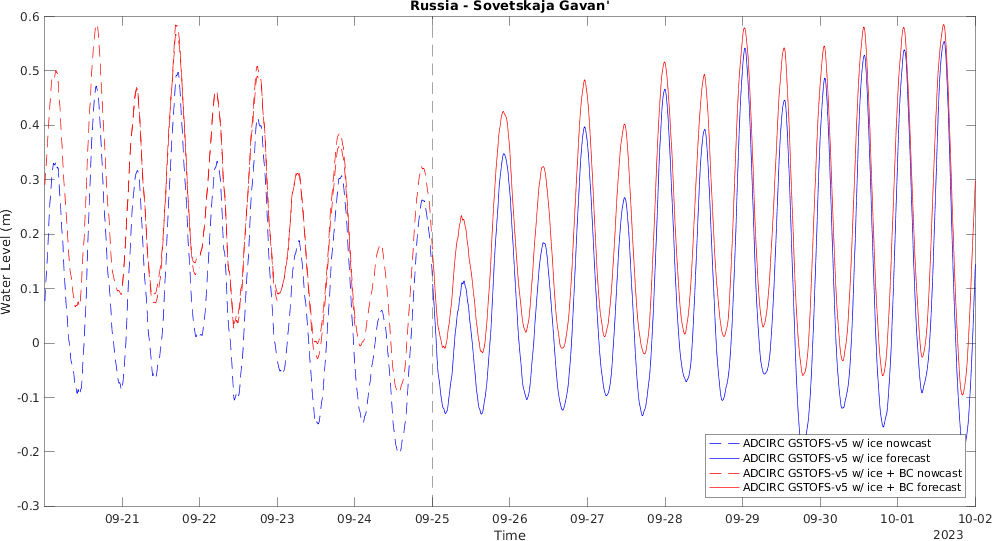 Russia - Sovetskaja Gavan'
0.6
0.5
0.4
0.3
0.2
0.1
0
-0.1
-0.2
-0.3
Water Level (m)
ADCIRC GSTOFS-v5 w/ ice nowcast
ADCIRC GSTOFS-v5 w/ ice forecast
ADCIRC GSTOFS-v5 w/ ice + BC nowcast
ADCIRC GSTOFS-v5 w/ ice + BC forecast
09-21 09-22 09-23 09-24 09-25 09-26 09-27 09-28 09-29 09-30 10-01 10-02
Time
2023